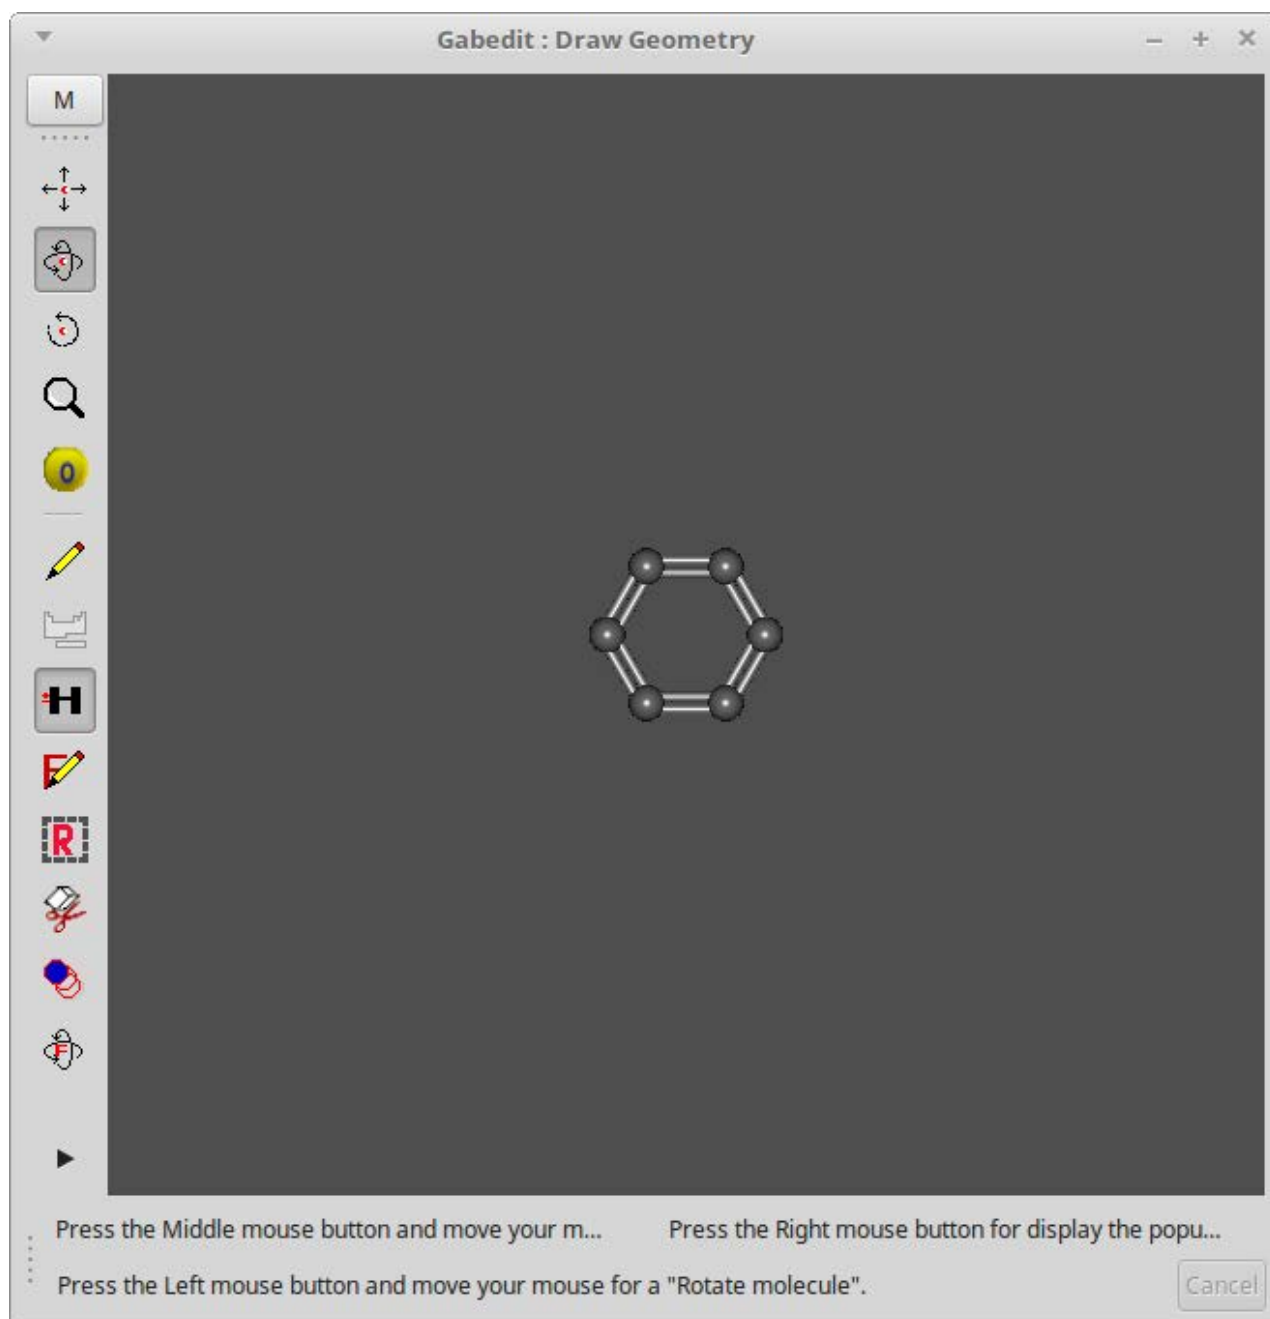 Gabedit : Draw Geometry
M
0
H
F
R
F
Press the Middle mouse button and move your m...
Press the Right mouse button for display the popu...
Press the Left mouse button and move your mouse for a "Rotate molecule".
Cancel